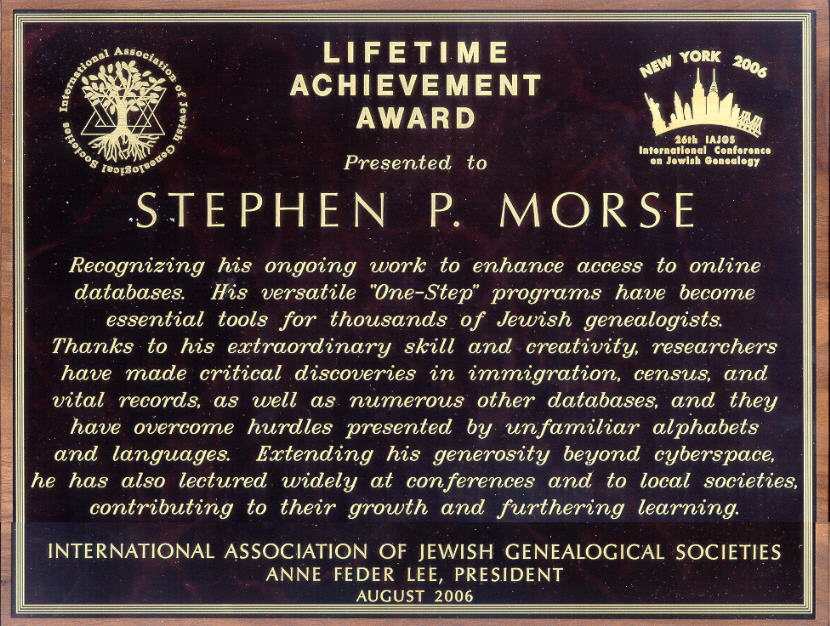 International Association of Jewish Genealogical Societies
LIFETIME
ACHIEVEMENT
AWARD
NEW YORK 2006
26th IAJGS
International Conference
on Jewish Genealogy
Presented to
STEPHEN P. MORSE
Recognizing his ongoing work to enhance access to online
databases. His versatile "One-Step" programs have become
essential tools for thousands of Jewish genealogists.
Thanks to his extraordinary skill and creativity, researchers
have made critical discoveries in immigration, census, and
vital records, as well as numerous other databases, and they
have overcome hurdles presented by unfamiliar alphabets
and languages. Extending his generosity beyond cyberspace,
he has also lectured widely at conferences and to local societies,
contributing to their growth and furthering learning.
INTERNATIONAL ASSOCIATION OF JEWISH GENEALOGICAL SOCIETIES
ANNE FEDER LEE, PRESIDENT
AUGUST 2006